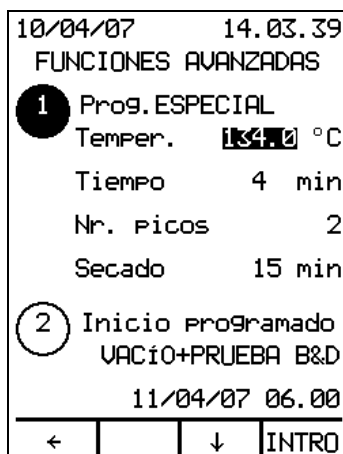 10/04/07 14.03.39
FUNCIONES AVANZADAS
1 Prog.ESPECIAL
Temper. 134.0 °C
Tiempo 4 min
Nr. picos 2
Secado 15 min
2 Inicio programado
VACíO+PRUEBA B&D
11/04/07 06.00
← ↓ INTRO